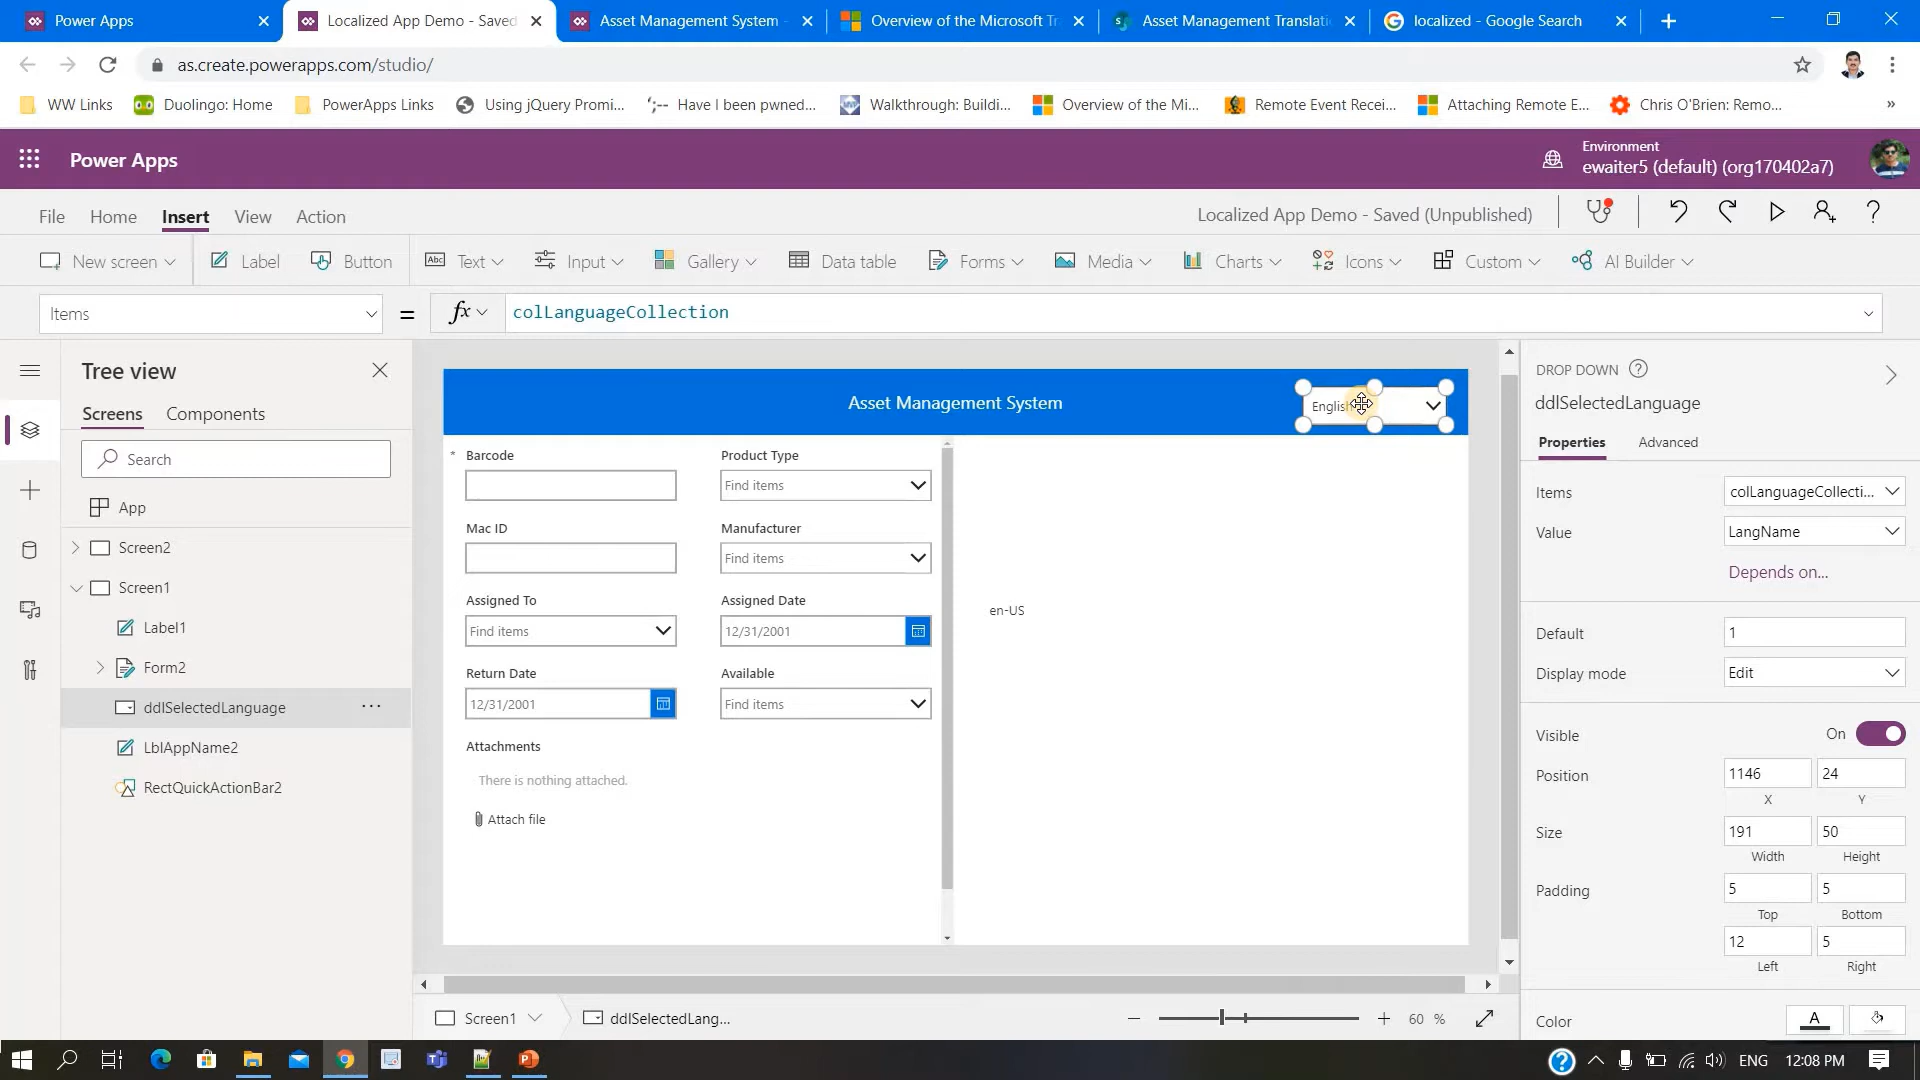 Power Apps
Localized App Demo - Saved
Asset Management System -
Overview of the Microsoft Tr
Asset Management Translati
localized - Google Search
as.create.powerapps.com/studio/
WW Links
Duolingo: Home
PowerApps Links
Using jQuery Promi...
Have I been pwned...
Walkthrough: Buildi...
Overview of the Mi...
Remote Event Recei...
Attaching Remote E...
Chris O'Brien: Remo...
»
Power Apps
Environment
ewaiter5 (default) (org170402a7)
File
Home
Insert
View
Action
Localized App Demo - Saved (Unpublished)
New screen
Label
Button
Abc
Text
Input
Gallery
Data table
Forms
Media
Charts
Icons
Custom
AI Builder
Items
=
fx
colLanguageCollection
Tree view
Screens
Components
Search
App
Screen2
Screen1
Label1
Form2
ddlSelectedLanguage
...
LblAppName2
RectQuickActionBar2
Asset Management System
English
* Barcode
Product Type
Find items
Mac ID
Manufacturer
Find items
Assigned To
Assigned Date
Find items
12/31/2001
Return Date
Available
12/31/2001
Find items
Attachments
There is nothing attached.
Attach file
en-US
Screen1
ddlSelectedLang...
60 %
DROP DOWN
ddlSelectedLanguage
Properties
Advanced
Items
colLanguageCollecti...
Value
LangName
Depends on...
Default
1
Display mode
Edit
Visible
On
Position
1146
24
X
Y
Size
191
50
Width
Height
Padding
5
5
Top
Bottom
12
5
Left
Right
Color
A
ENG
12:08 PM